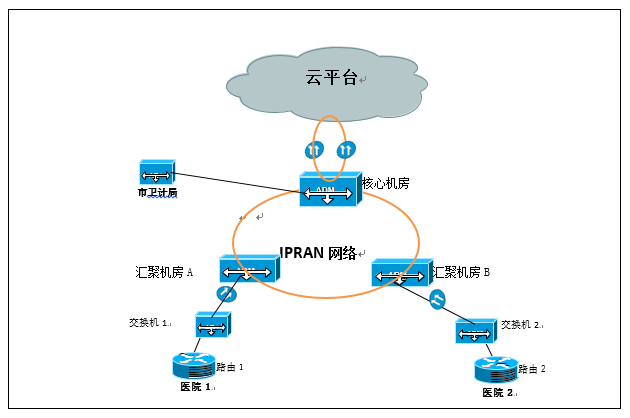 云平台
核心机房
市卫计局
IPRAN 网络
汇聚机房 A
汇聚机房 B
交换机 1
交换机 2
路由 1
医院 1
路由 2
医院 2